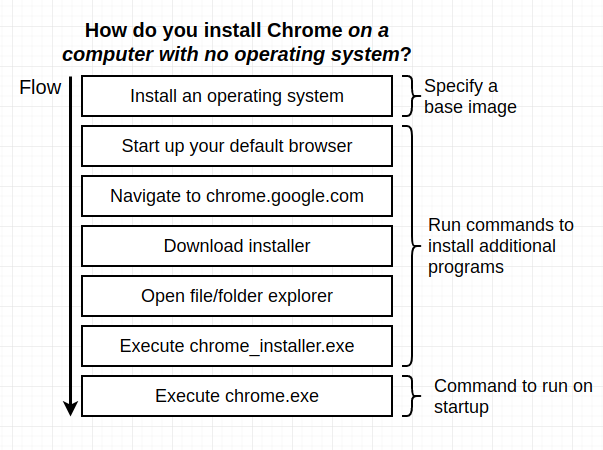 How do you install Chrome on a
computer with no operating system?
Flow
Install an operating system
Specify a
base image
Start up your default browser
Navigate to chrome.google.com
Download installer
Open file/folder explorer
Execute chrome_installer.exe
Run commands to
install additional
programs
Execute chrome.exe
Command to run on
startup